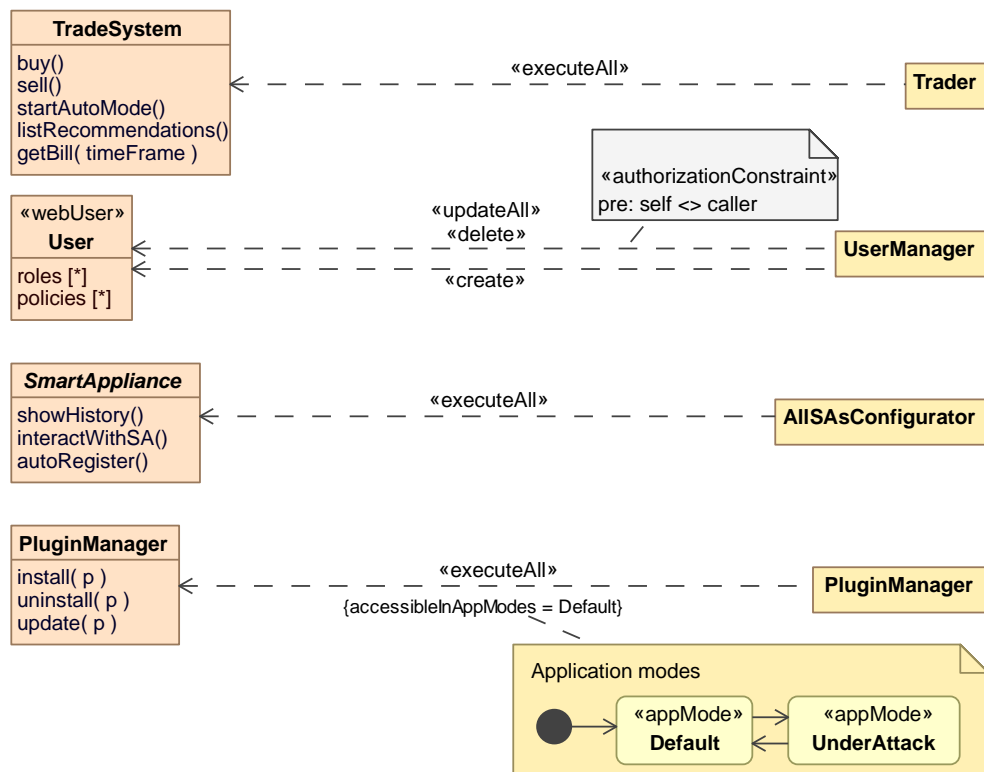 TradeSystem
buy()
sell()
startAutoMode()
listRecommendations()
getBill( timeFrame )
«executeAll»
Trader
«authorizationConstraint»
pre: self <> caller
«webUser»
User
roles [*]
policies [*]
«updateAll»
«delete»
«create»
UserManager
SmartAppliance
showHistory()
interactWithSA()
autoRegister()
«executeAll»
AllSAsConfigurator
PluginManager
install( p )
uninstall( p )
update( p )
«executeAll»
{accessibleInAppModes = Default}
PluginManager
Application modes
«appMode»
Default
«appMode»
UnderAttack